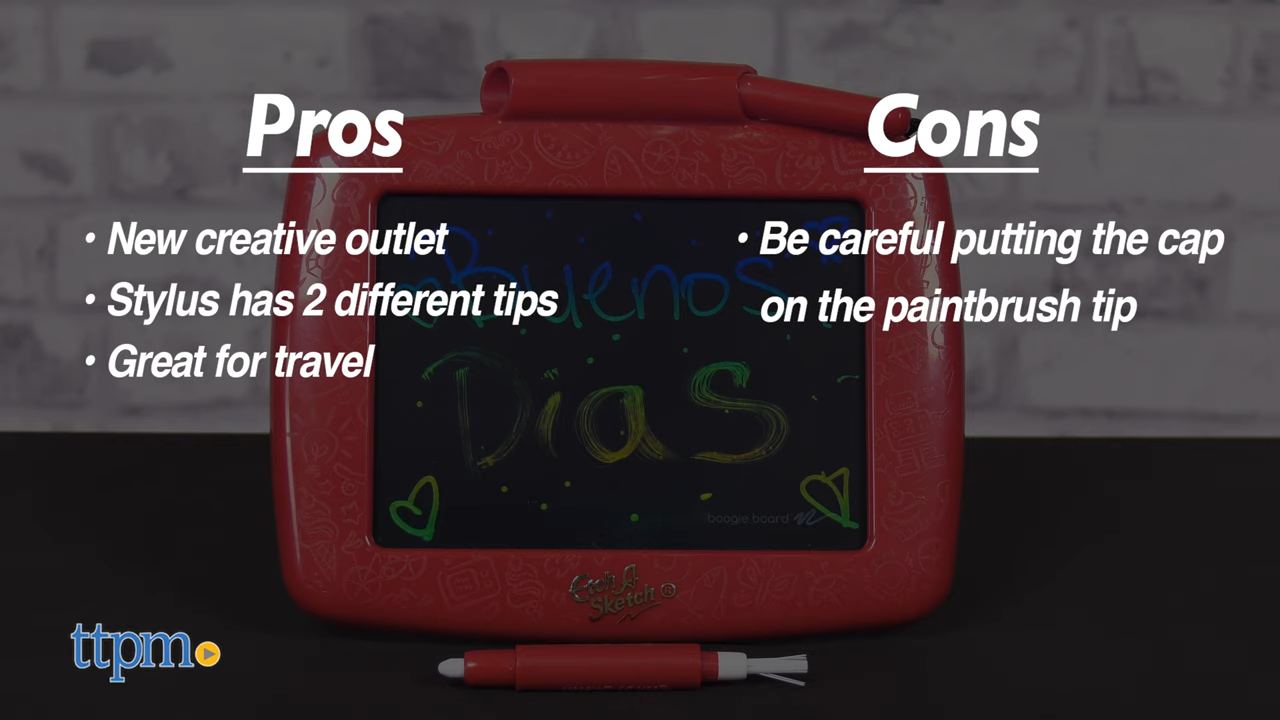 Pros
• New creative outlet
• Stylus has 2 different tips
• Great for travel
Cons
• Be careful putting the cap
on the paintbrush tip
Buenos
Dias
boogie board
Etch A
Sketch ®
ttpm